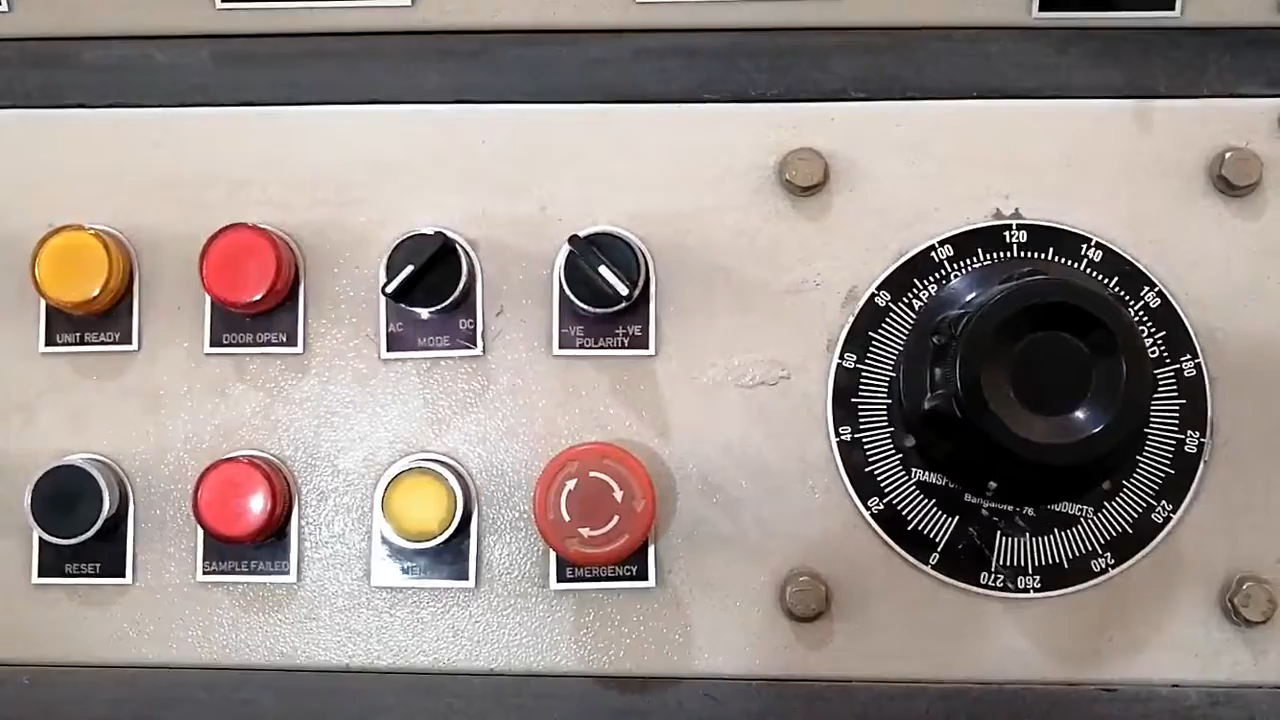 UNIT READY
DOOR OPEN
AC
DC
MODE
-VE
+VE
POLARITY
RESET
SAMPLE FAILED
EMERGENCY
0
20
40
60
80
100
120
140
160
180
200
220
240
260
270
Bangalore - 76.